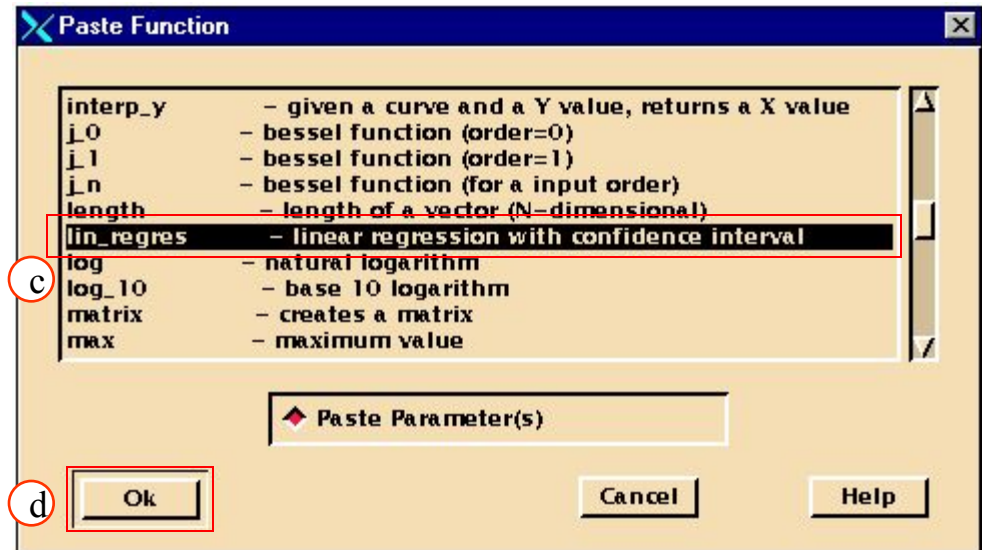 Paste Function
interp_y – given a curve and a Y value, returns a X value
j_0 – bessel function (order=0)
j_1 – bessel function (order=1)
j_n – bessel function (for a input order)
length – length of a vector (N-dimensional)
lin_regres – linear regression with confidence interval
log – natural logarithm
c
log_10 – base 10 logarithm
matrix – creates a matrix
max – maximum value
Paste Parameter(s)
d Ok Cancel Help